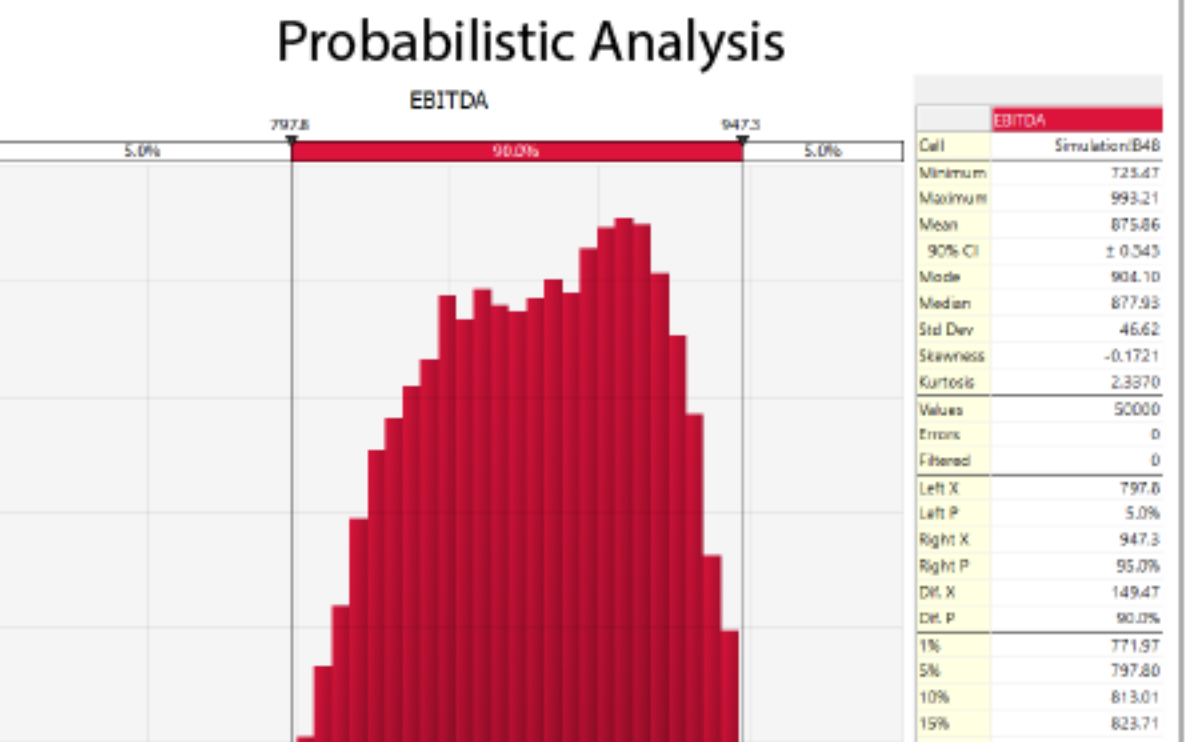 Probabilistic Analysis
EBITDA
797.8 947.3
5.0% 90.0% 5.0%
EBITDA
Cell Simulation!B48
Minimum 723.47
Maximum 993.21
Mean 875.86
90% CI ± 0.343
Mode 904.10
Median 877.93
Std Dev 46.62
Skewness -0.1721
Kurtosis 2.3370
Values 50000
Errors 0
Filtered 0
Left X 797.8
Left P 5.0%
Right X 947.3
Right P 95.0%
Dif. X 149.47
Dif. P 90.0%
1% 771.97
5% 797.80
10% 813.01
15% 823.71